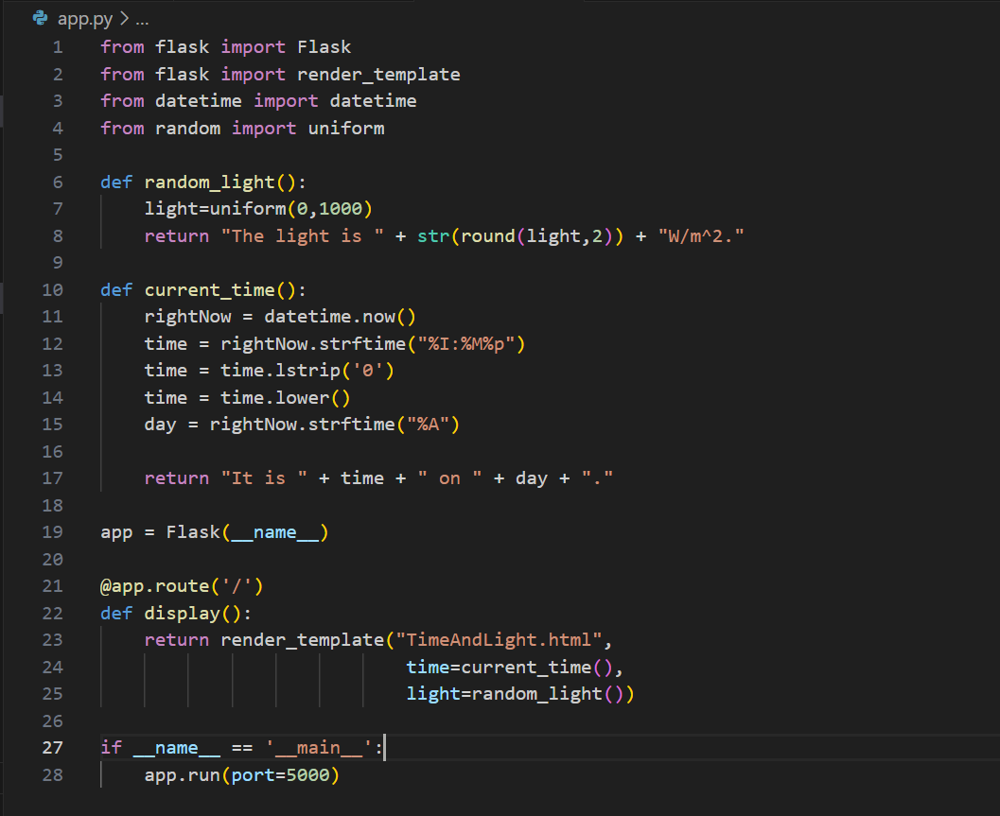 app.py > ...
1 from flask import Flask
2 from flask import render_template
3 from datetime import datetime
4 from random import uniform
5
6 def random_light():
7     light=uniform(0,1000)
8     return "The light is " + str(round(light,2)) + "W/m^2."
9
10 def current_time():
11     rightNow = datetime.now()
12     time = rightNow.strftime("%I:%M%p")
13     time = time.lstrip('0')
14     time = time.lower()
15     day = rightNow.strftime("%A")
16
17     return "It is " + time + " on " + day + "."
18
19 app = Flask(__name__)
20
21 @app.route('/')
22 def display():
23     return render_template("TimeAndLight.html",
24                             time=current_time(),
25                             light=random_light())
26
27 if __name__ == '__main__':
28     app.run(port=5000)